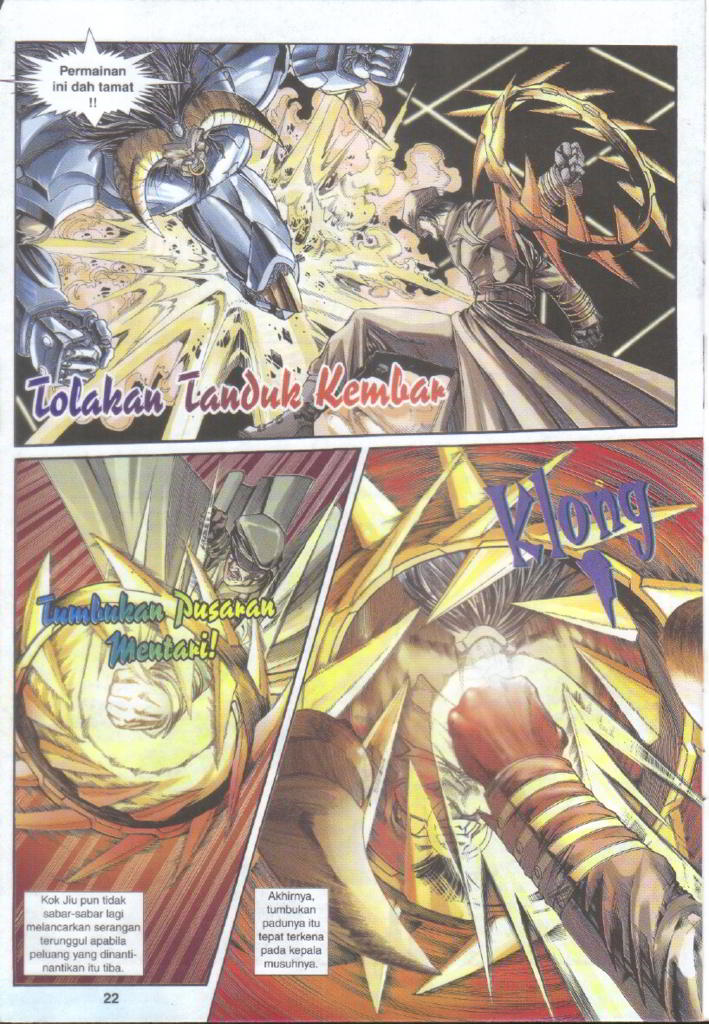 Permainan
ini dah tamat
!!
Tolakan Tanduk Kembar
Tumbukan Pusaran
Mentari!
Klong
Kok Jiu pun tidak
sabar-sabar lagi
melancarkan serangan
terunggul apabila
peluang yang dinanti-
nantikan itu tiba.
Akhirnya,
tumbukan
padunya itu
tepat terkena
pada kepala
musuhnya.
22